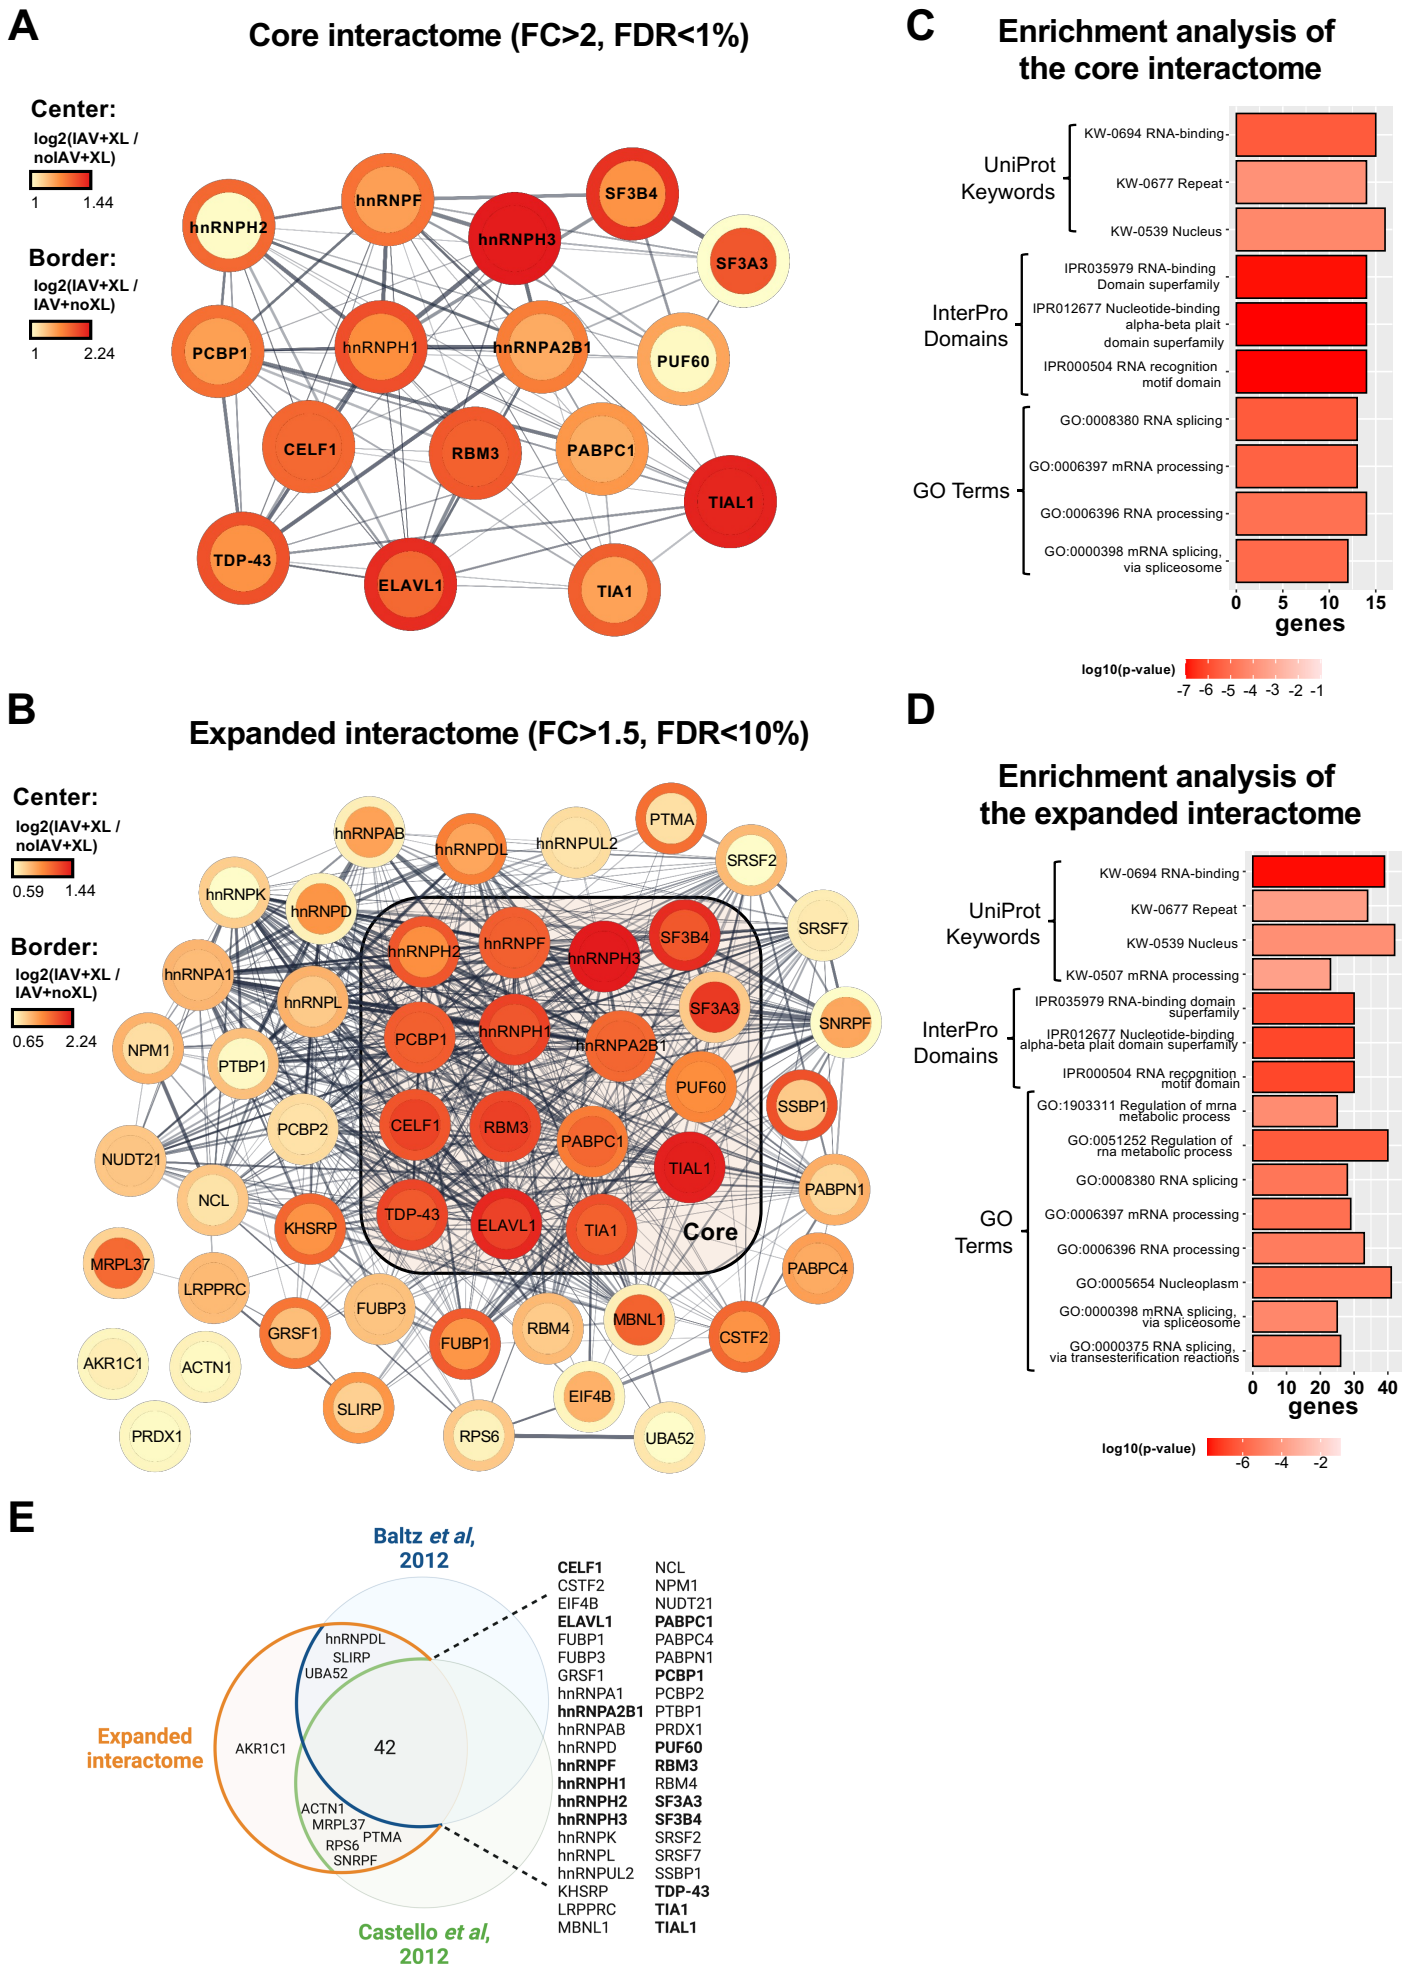 A
Core interactome (FC>2, FDR<1%)
Center:
log2(IAV+XL /
noIAV+XL)
1 1.44
Border:
log2(IAV+XL /
IAV+noXL)
1 2.24
hnRNPH2
hnRNPF
hnRNPH3
SF3B4
SF3A3
PCBP1
hnRNPH1
hnRNPA2B1
PUF60
CELF1
RBM3
PABPC1
TIAL1
TDP-43
ELAVL1
TIA1
C
Enrichment analysis of
the core interactome
UniProt
Keywords
KW-0694 RNA-binding
KW-0677 Repeat
KW-0539 Nucleus
InterPro
Domains
IPR035979 RNA-binding
Domain superfamily
IPR012677 Nucleotide-binding
alpha-beta plait
domain superfamily
IPR000504 RNA recognition
motif domain
GO Terms
GO:0008380 RNA splicing
GO:0006397 mRNA processing
GO:0006396 RNA processing
GO:0000398 mRNA splicing,
via spliceosome
0 5 10 15
genes
log10(p-value)
-7 -6 -5 -4 -3 -2 -1
B
Expanded interactome (FC>1.5, FDR<10%)
Center:
log2(IAV+XL /
noIAV+XL)
0.59 1.44
Border:
log2(IAV+XL /
IAV+noXL)
0.65 2.24
hnRNPAB
hnRNPDL
hnRNPUL2
PTMA
SRSF2
hnRNPK
hnRNPD
SRSF7
hnRNPH2
hnRNPF
hnRNPH3
SF3B4
hnRNPA1
hnRNPL
SF3A3
SNRPF
NPM1
PTBP1
PCBP1
hnRNPH1
hnRNPA2B1
PUF60
SSBP1
PCBP2
CELF1
RBM3
PABPC1
TIAL1
NUDT21
NCL
KHSRP
TDP-43
ELAVL1
TIA1
Core
PABPN1
MRPL37
LRPPRC
PABPC4
GRSF1
FUBP3
FUBP1
RBM4
MBNL1
CSTF2
AKR1C1
ACTN1
SLIRP
EIF4B
PRDX1
RPS6
UBA52
D
Enrichment analysis of
the expanded interactome
UniProt
Keywords
KW-0694 RNA-binding
KW-0677 Repeat
KW-0539 Nucleus
KW-0507 mRNA processing
InterPro
Domains
IPR035979 RNA-binding domain
superfamily
IPR012677 Nucleotide-binding
alpha-beta plait domain superfamily
IPR000504 RNA recognition
motif domain
GO
Terms
GO:1903311 Regulation of mrna
metabolic process
GO:0051252 Regulation of
rna metabolic process
GO:0008380 RNA splicing
GO:0006397 mRNA processing
GO:0006396 RNA processing
GO:0005654 Nucleoplasm
GO:0000398 mRNA splicing,
via spliceosome
GO:0000375 RNA splicing,
via transesterification reactions
0 10 20 30 40
genes
log10(p-value)
-6 -4 -2
E
Baltz et al,
2012
Expanded
interactome
Castello et al,
2012
hnRNPDL
SLIRP
UBA52
AKR1C1
42
ACTN1
MRPL37
PTMA
RPS6
SNRPF
CELF1 NCL
CSTF2 NPM1
EIF4B NUDT21
ELAVL1 PABPC1
FUBP1 PABPC4
FUBP3 PABPN1
GRSF1 PCBP1
hnRNPA1 PCBP2
hnRNPA2B1 PTBP1
hnRNPAB PRDX1
hnRNPD PUF60
hnRNPF RBM3
hnRNPH1 RBM4
hnRNPH2 SF3A3
hnRNPH3 SF3B4
hnRNPK SRSF2
hnRNPL SRSF7
hnRNPUL2 SSBP1
KHSRP TDP-43
LRPPRC TIA1
MBNL1 TIAL1